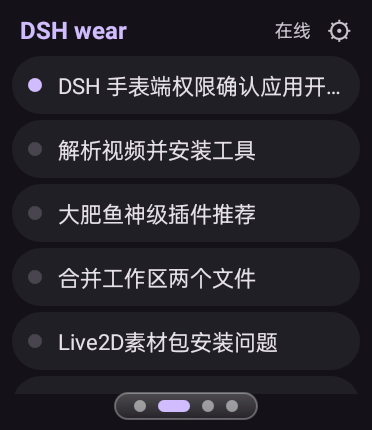 DSH wear
在线
DSH 手表端权限确认应用开...
解析视频并安装工具
大肥鱼神级插件推荐
合并工作区两个文件
Live2D素材包安装问题